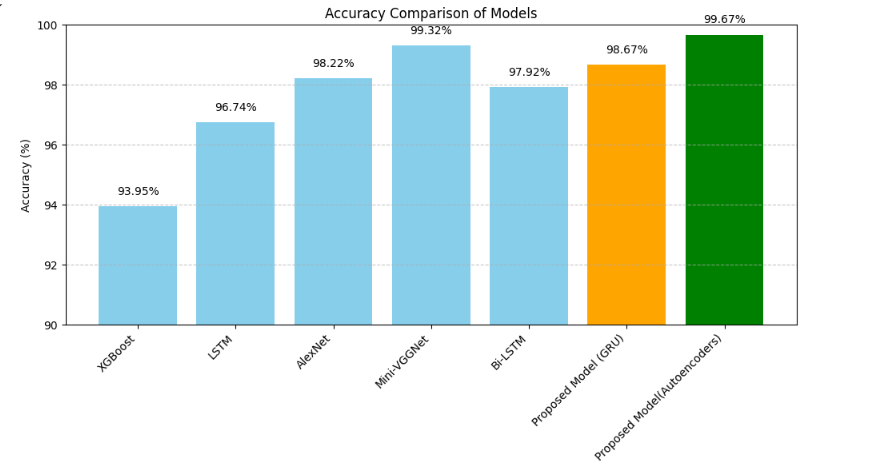 Accuracy Comparison of Models
99.67%
100
99.32%
98.67%
98.22%
97.92%
98
96.74%
96
Accuracy (%)
93.95%
94
92
90
XGBoost
LSTM
AlexNet
Mini-VGGNet
Bi-LSTM
Proposed Model (GRU)
Proposed Model(Autoencoders)